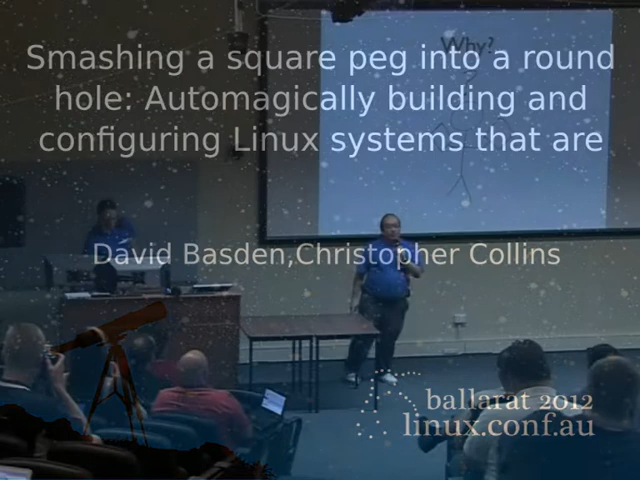 Why?
Smashing a square peg into a round
hole: Automagically building and
configuring Linux systems that are
David Basden,Christopher Collins
ballarat 2012
linux.conf.au